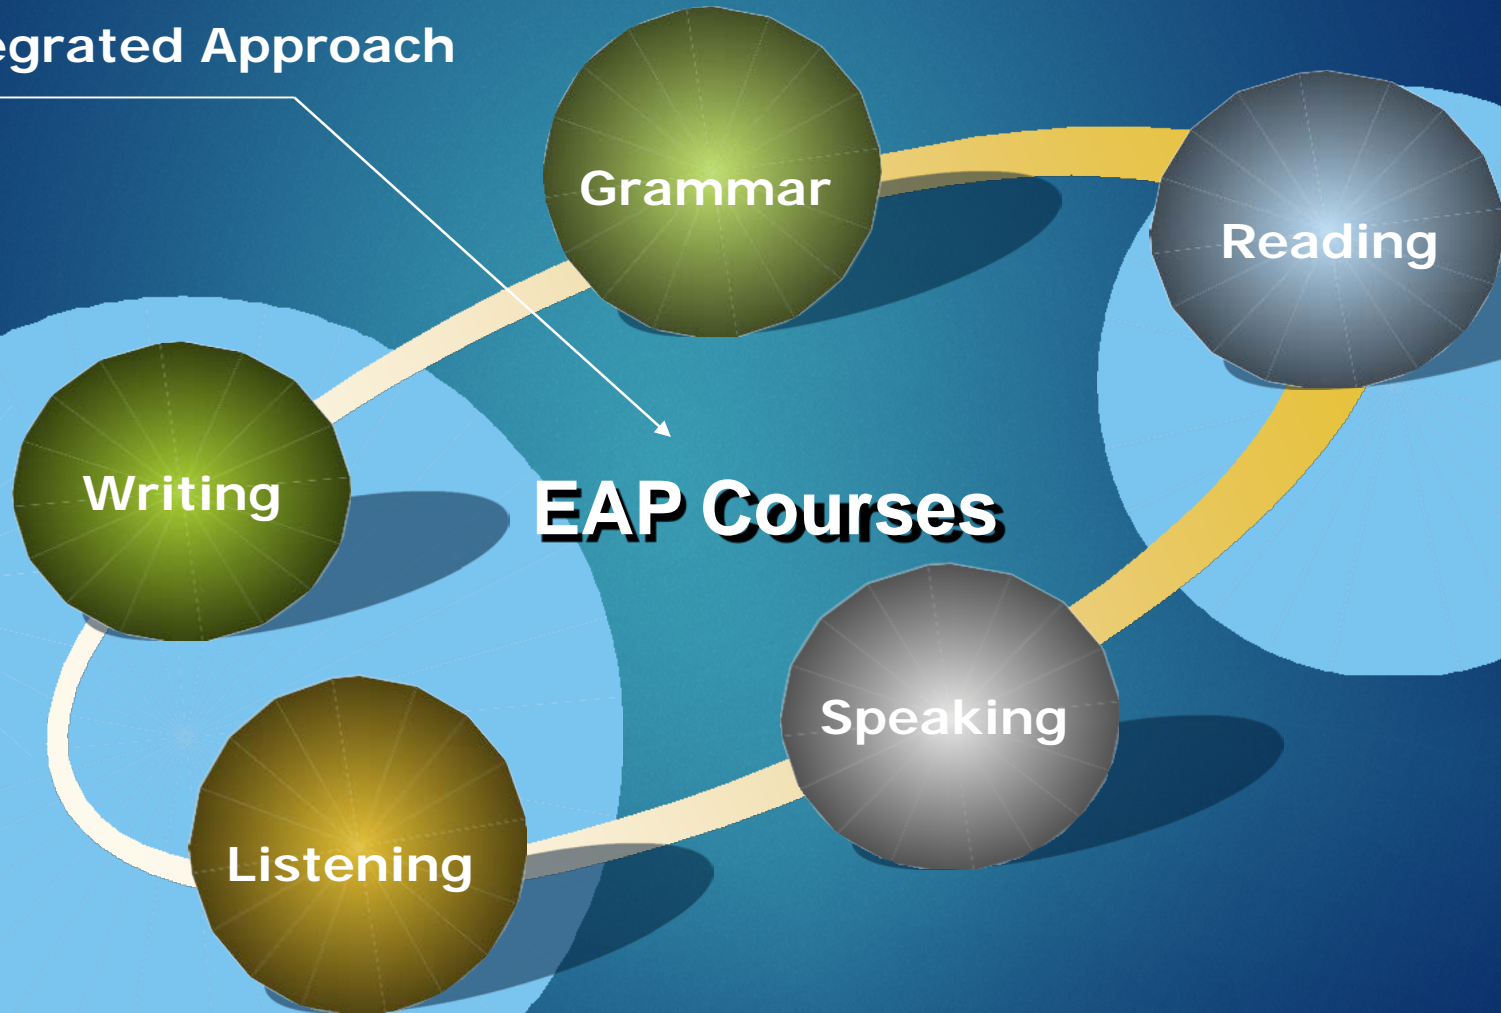 egrated Approach
Grammar
Reading
Writing
EAP Courses
Speaking
Listening